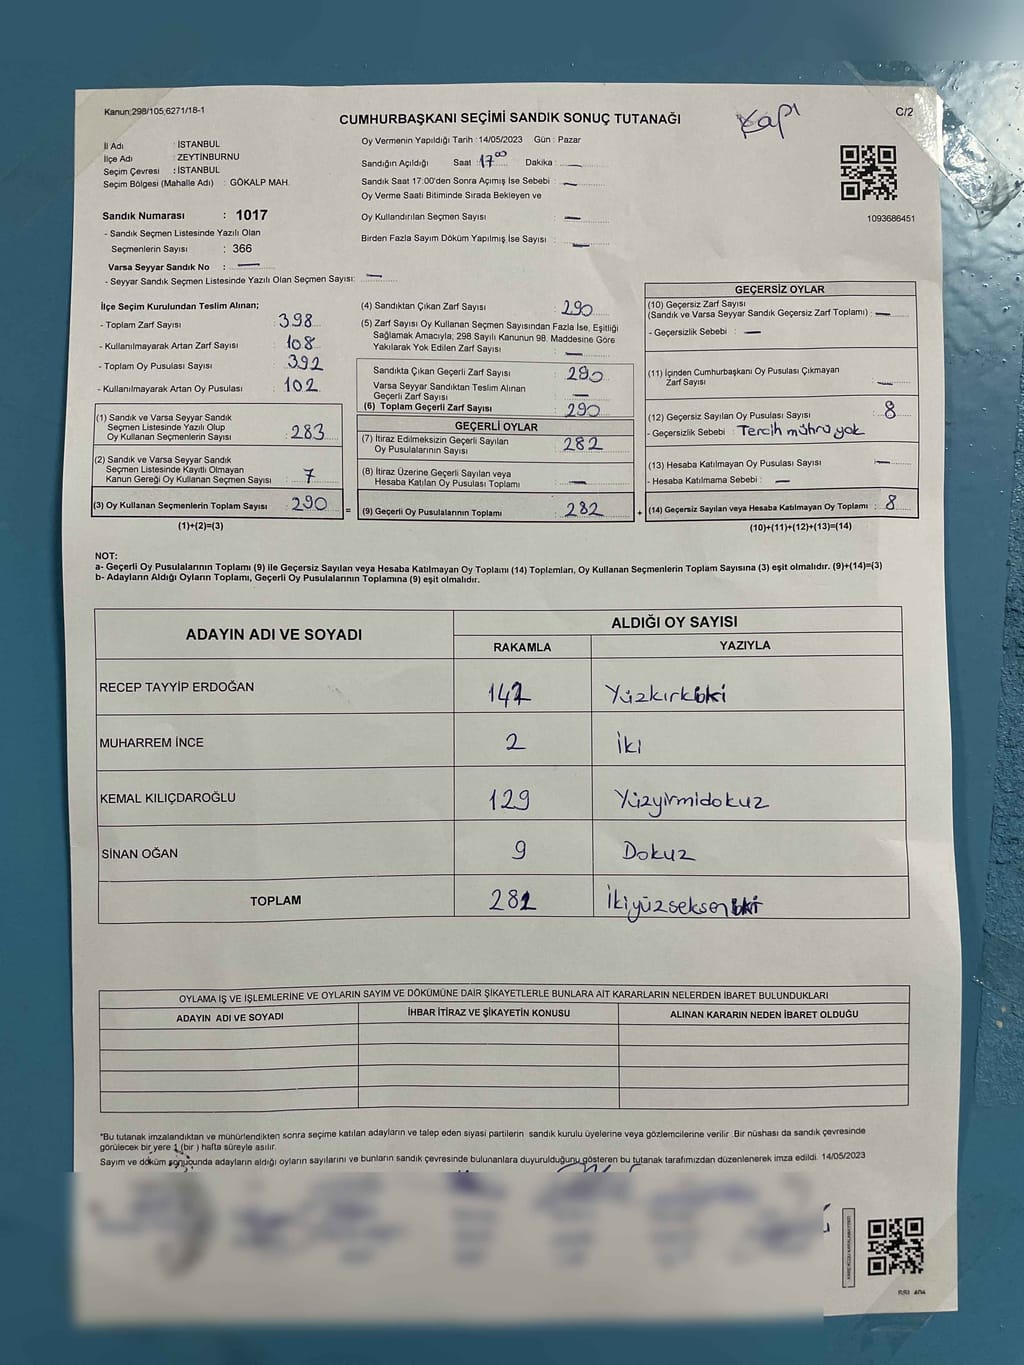 Kanun:298/105,6271/18-1
CUMHURBAŞKANI SEÇİMİ SANDIK SONUÇ TUTANAĞI
Kapı
C/2
İl Adı : İSTANBUL
İlçe Adı : ZEYTİNBURNU
Seçim Çevresi : İSTANBUL
Seçim Bölgesi (Mahalle Adı) : GÖKALP MAH.
Sandık Numarası : 1017
- Sandık Seçmen Listesinde Yazılı Olan
Seçmenlerin Sayısı : 366
Varsa Seyyar Sandık No : —
- Seyyar Sandık Seçmen Listesinde Yazılı Olan Seçmen Sayısı: —
Oy Vermenin Yapıldığı Tarih : 14/05/2023 Gün : Pazar
Sandığın Açıldığı Saat : 17⁰⁰ Dakika : —
Sandık Saat 17:00'den Sonra Açımış İse Sebebi : —
Oy Verme Saati Bitiminde Sırada Bekleyen ve
Oy Kullandırılan Seçmen Sayısı : —
Birden Fazla Sayım Döküm Yapılmış İse Sayısı : —
1093686451
İlçe Seçim Kurulundan Teslim Alınan;
- Toplam Zarf Sayısı : 398
- Kullanılmayarak Artan Zarf Sayısı : 108
- Toplam Oy Pusulası Sayısı : 392
- Kullanılmayarak Artan Oy Pusulası : 102
(1) Sandık ve Varsa Seyyar Sandık
Seçmen Listesinde Yazılı Olup
Oy Kullanan Seçmenlerin Sayısı : 283
(2) Sandık ve Varsa Seyyar Sandık
Seçmen Listesinde Kayıtlı Olmayan
Kanun Gereği Oy Kullanan Seçmen Sayısı : 7
(3) Oy Kullanan Seçmenlerin Toplam Sayısı : 290
(1)+(2)=(3)
(4) Sandıktan Çıkan Zarf Sayısı : 290
(5) Zarf Sayısı Oy Kullanan Seçmen Sayısından Fazla İse, Eşitliği
Sağlamak Amacıyla; 298 Sayılı Kanunun 98. Maddesine Göre
Yakılarak Yok Edilen Zarf Sayısı : —
Sandıkta Çıkan Geçerli Zarf Sayısı : 290
Varsa Seyyar Sandıktan Teslim Alınan
Geçerli Zarf Sayısı : —
(6) Toplam Geçerli Zarf Sayısı : 290
GEÇERLİ OYLAR
(7) İtiraz Edilmeksizin Geçerli Sayılan
Oy Pusulalarının Sayısı : 282
(8) İtiraz Üzerine Geçerli Sayılan veya
Hesaba Katılan Oy Pusulası Toplamı : —
= (9) Geçerli Oy Pusulalarının Toplamı : 282
GEÇERSİZ OYLAR
(10) Geçersiz Zarf Sayısı
(Sandık ve Varsa Seyyar Sandık Geçersiz Zarf Toplamı) : —
- Geçersizlik Sebebi : —
(11) İçinden Cumhurbaşkanı Oy Pusulası Çıkmayan
Zarf Sayısı : —
(12) Geçersiz Sayılan Oy Pusulası Sayısı : 8
- Geçersizlik Sebebi : Tercih mührü yok
(13) Hesaba Katılmayan Oy Pusulası Sayısı : —
- Hesaba Katılmama Sebebi : —
+ (14) Geçersiz Sayılan veya Hesaba Katılmayan Oy Toplamı : 8
(10)+(11)+(12)+(13)=(14)
NOT:
a- Geçerli Oy Pusulalarının Toplamı (9) ile Geçersiz Sayılan veya Hesaba Katılmayan Oy Toplamı (14) Toplamları, Oy Kullanan Seçmenlerin Toplam Sayısına (3) eşit olmalıdır. (9)+(14)=(3)
b- Adayların Aldığı Oyların Toplamı, Geçerli Oy Pusulalarının Toplamına (9) eşit olmalıdır.
ADAYIN ADI VE SOYADI ALDIĞI OY SAYISI
RAKAMLA YAZIYLA
RECEP TAYYİP ERDOĞAN 142 Yüzkırkiki
MUHARREM İNCE 2 İki
KEMAL KILIÇDAROĞLU 129 Yüzyirmidokuz
SİNAN OĞAN 9 Dokuz
TOPLAM 282 İkiyüzsekseniki
OYLAMA İŞ VE İŞLEMLERİNE VE OYLARIN SAYIM VE DÖKÜMÜNE DAİR ŞİKAYETLERLE BUNLARA AİT KARARLARIN NELERDEN İBARET BULUNDUKLARI
ADAYIN ADI VE SOYADI İHBAR İTİRAZ VE ŞİKAYETİN KONUSU ALINAN KARARIN NEDEN İBARET OLDUĞU
*Bu tutanak imzalandıktan ve mühürlendikten sonra seçime katılan adayların ve talep eden siyasi partilerin sandık kurulu üyelerine veya gözlemcilerine verilir. Bir nüshası da sandık çevresinde
görülecek bir yere 1 (bir ) hafta süreyle asılır.
Sayım ve döküm sonucunda adayların aldığı oyların sayılarını ve bunların sandık çevresinde bulunanlara duyurulduğunu gösteren bu tutanak tarafımızdan düzenlenerek imza edildi. 14/05/2023